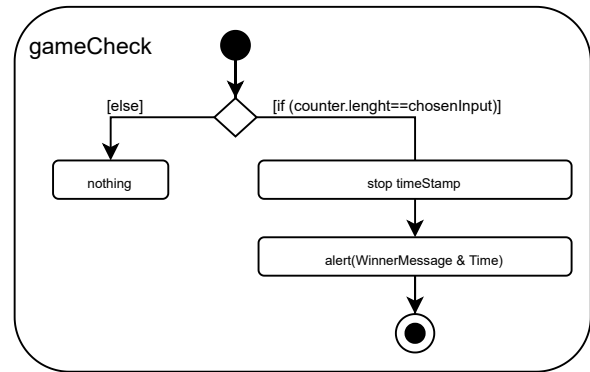 gameCheck
[else]
[if (counter.lenght==chosenInput)]
nothing
stop timeStamp
alert(WinnerMessage & Time)